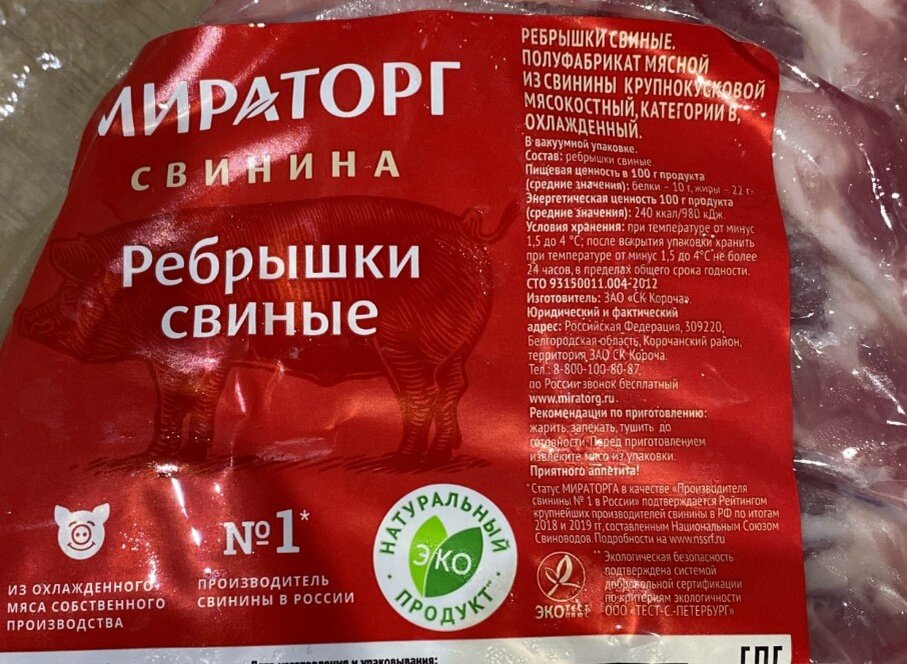 МИРАТОРГ
СВИНИНА
Ребрышки
свиные
ИЗ ОХЛАЖДЕННОГО
МЯСА СОБСТВЕННОГО
ПРОИЗВОДСТВА
№1*
ПРОИЗВОДИТЕЛЬ
СВИНИНЫ В РОССИИ
НАТУРАЛЬНЫЙ
ЭКО
ПРОДУКТ**
РЕБРЫШКИ СВИНЫЕ.
ПОЛУФАБРИКАТ МЯСНОЙ
ИЗ СВИНИНЫ КРУПНОКУСКОВОЙ
МЯСОКОСТНЫЙ, КАТЕГОРИИ В,
ОХЛАЖДЕННЫЙ.
В вакуумной упаковке.
Состав: ребрышки свиные.
Пищевая ценность в 100 г продукта
(средние значения): белки – 10 г, жиры – 22 г.
Энергетическая ценность 100 г продукта
(средние значения): 240 ккал/980 кДж.
Условия хранения: при температуре от минус
1,5 до 4 °С; после вскрытия упаковки хранить
при температуре от минус 1,5 до 4°С не более
24 часов, в пределах общего срока годности.
СТО 93150011.004-2012
Изготовитель: ЗАО «СК Короча».
Юридический и фактический
адрес: Российская Федерация, 309220,
Белгородская область, Корочанский район,
территория ЗАО СК Короча.
Тел.: 8-800-100-80-87,
по России звонок бесплатный
www.miratorg.ru
Рекомендации по приготовлению:
жарить, запекать, тушить до
готовности. Перед приготовлением
извлеките мясо из упаковки.
Приятного аппетита!
*Статус МИРАТОРГА в качестве «Производителя
свинины № 1 в России» подтверждается Рейтингом
крупнейших производителей свинины в РФ по итогам
2018 и 2019 гг, составленным Национальным Союзом
Свиноводов. Подробности на www.nssrf.ru
** Экологическая безопасность
подтверждена системой
добровольной сертификации
по критериям экологичности
ООО «ТЕСТ-С.-ПЕТЕРБУРГ»
ЭКОТЕСТ
Дата изготовления и упаковывания: